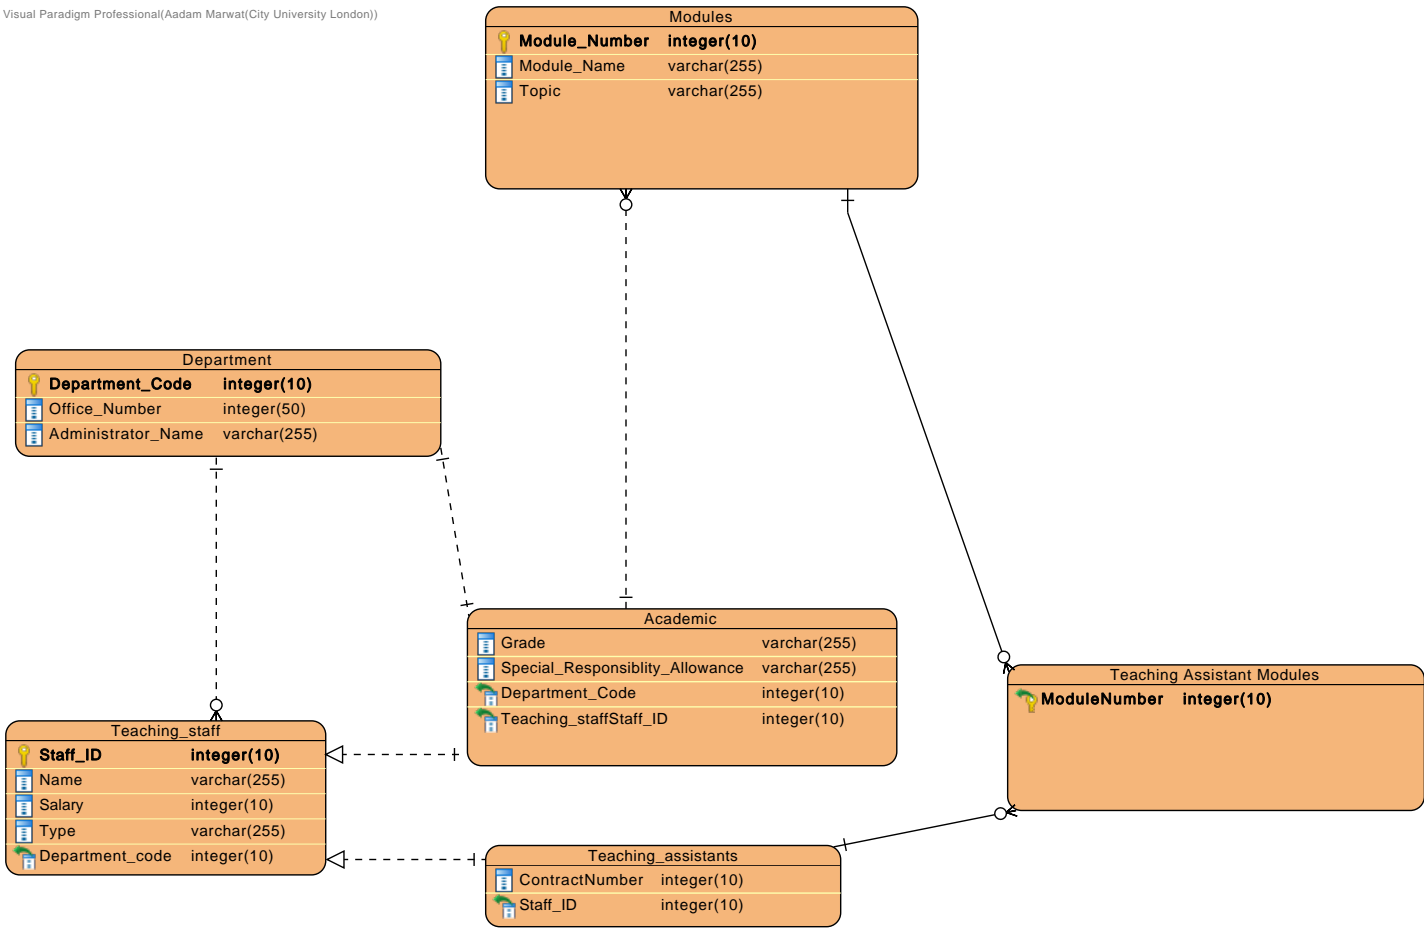 Visual Paradigm Professional(Aadam Marwat(City University London))
Modules
Module_Number integer(10)
Module_Name varchar(255)
Topic varchar(255)
Department
Department_Code integer(10)
Office_Number integer(50)
Administrator_Name varchar(255)
Academic
Grade varchar(255)
Special_Responsiblity_Allowance varchar(255)
Department_Code integer(10)
Teaching_staffStaff_ID integer(10)
Teaching Assistant Modules
ModuleNumber integer(10)
Teaching_staff
Staff_ID integer(10)
Name varchar(255)
Salary integer(10)
Type varchar(255)
Department_code integer(10)
Teaching_assistants
ContractNumber integer(10)
Staff_ID integer(10)